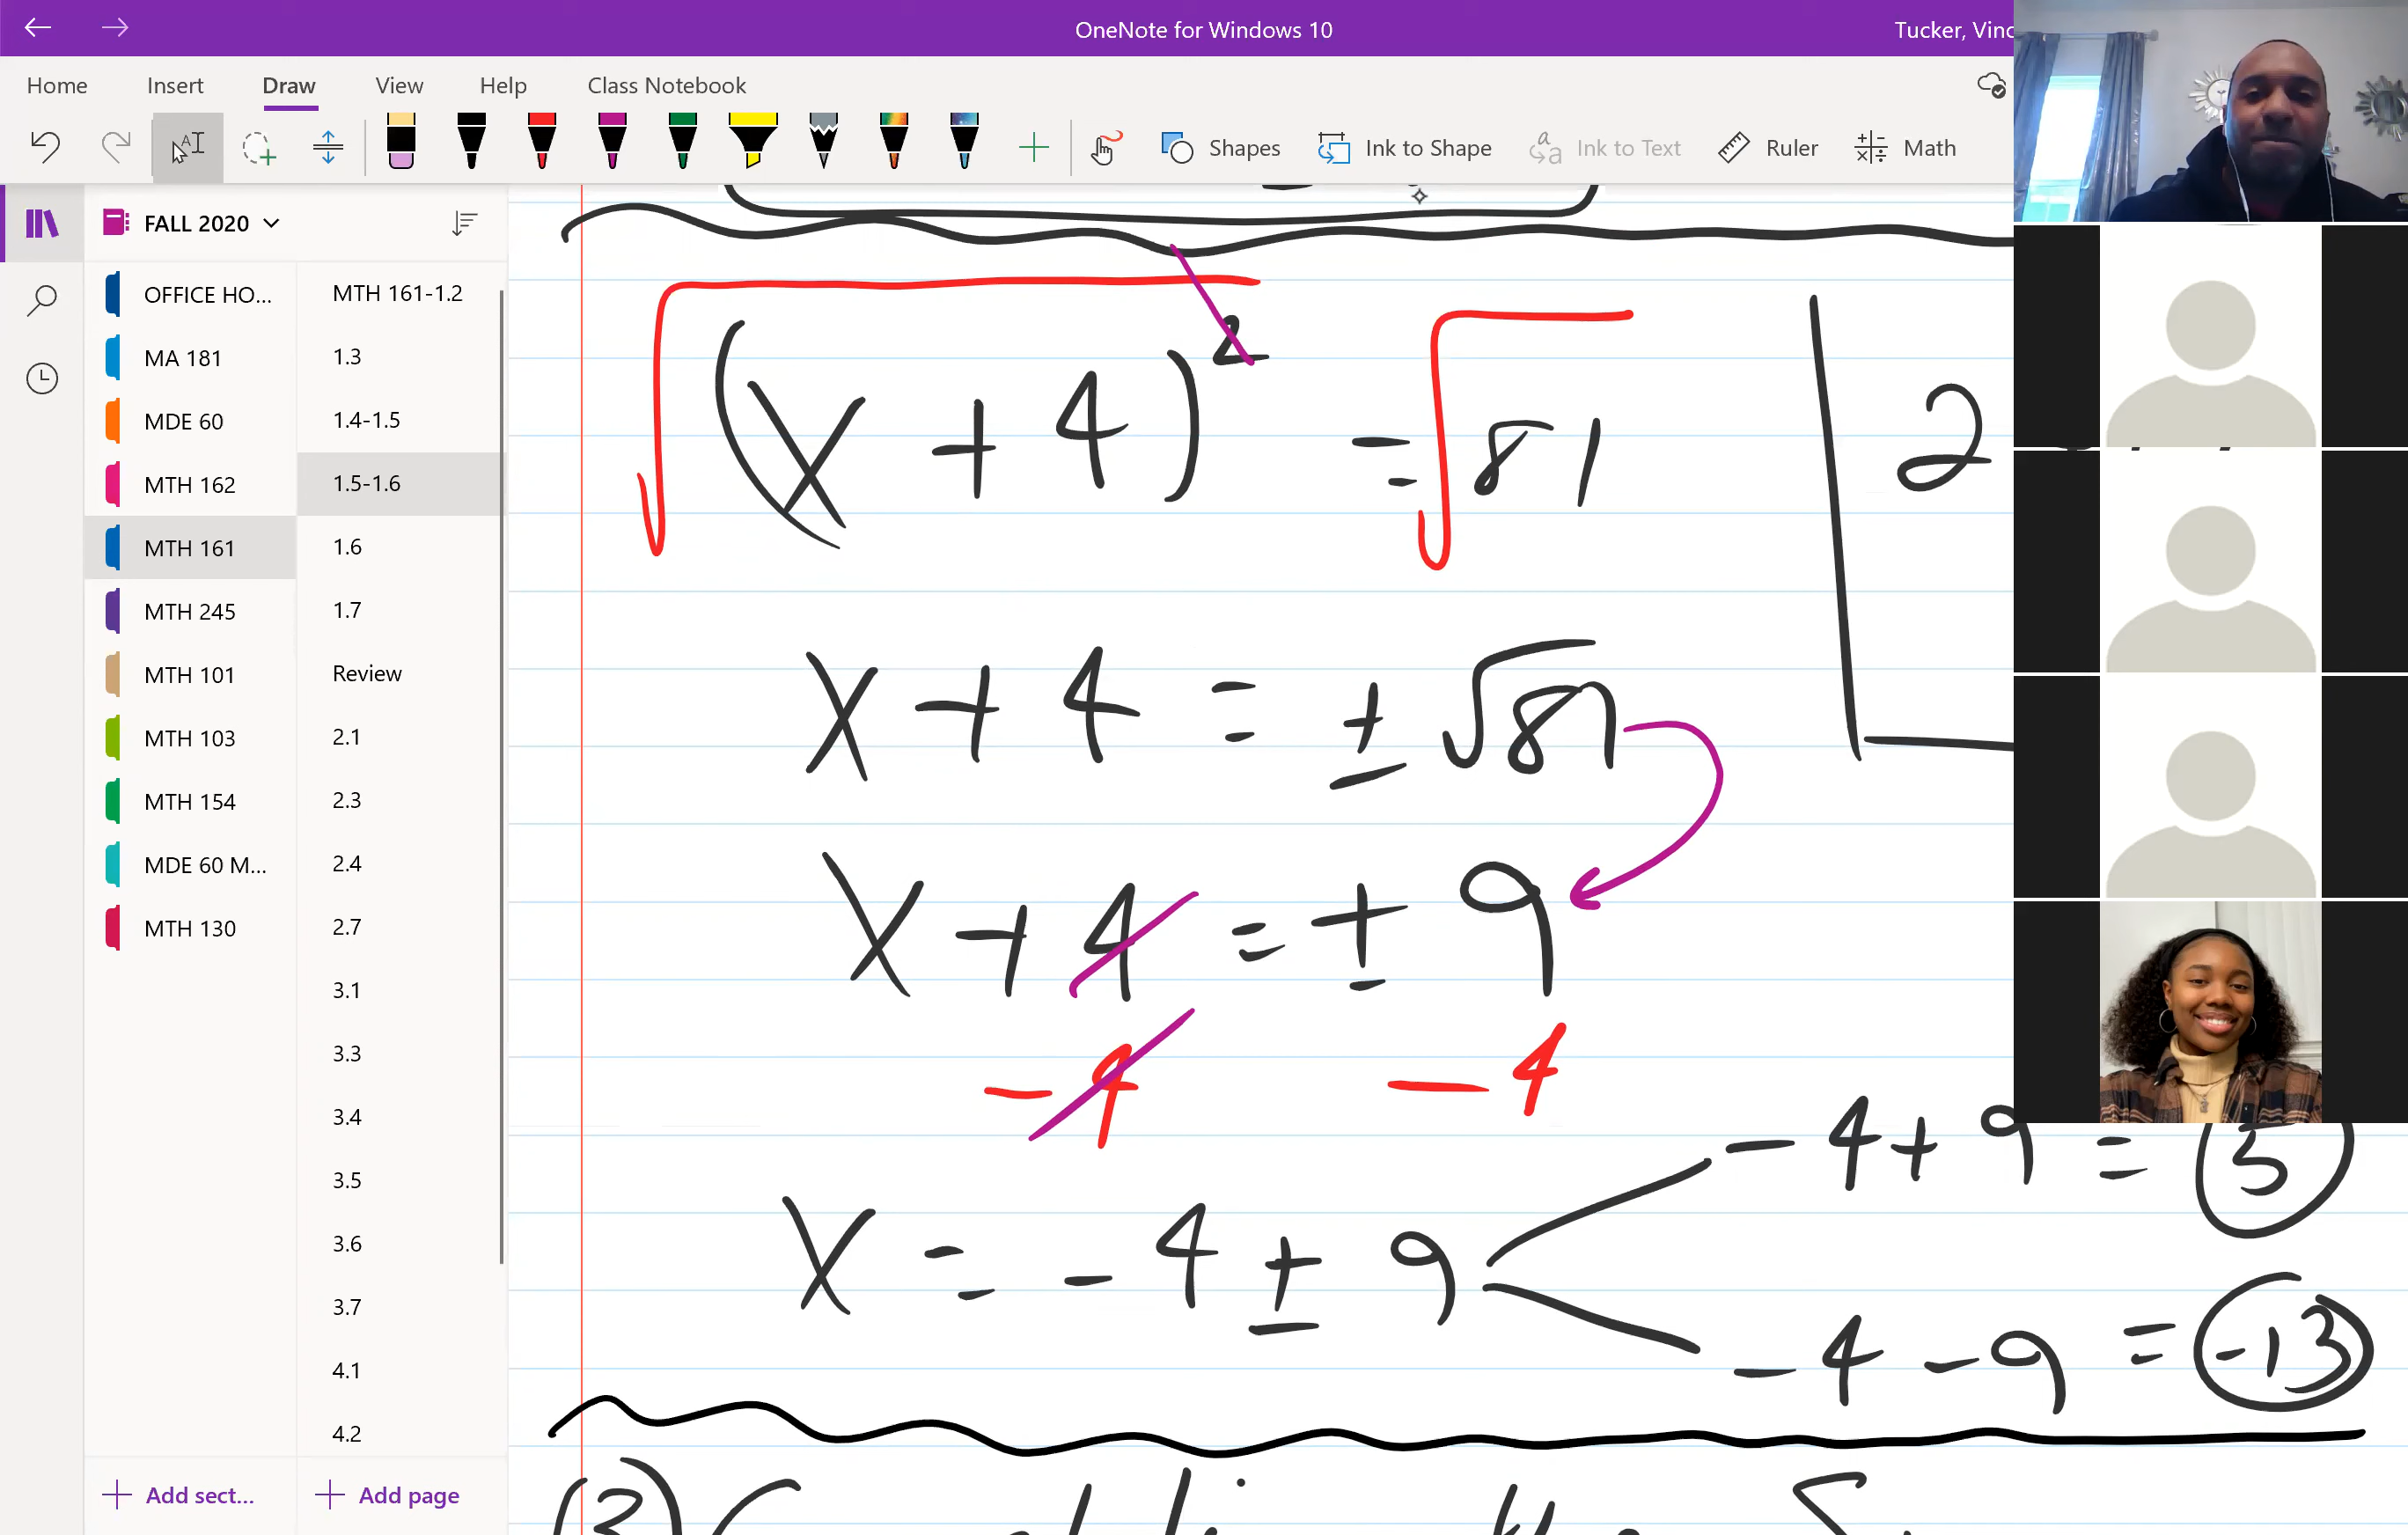 OneNote for Windows 10
Tucker, Vinc
Home Insert Draw View Help Class Notebook
Shapes Ink to Shape Ink to Text Ruler Math
FALL 2020
OFFICE HO...
MA 181
MDE 60
MTH 162
MTH 161
MTH 245
MTH 101
MTH 103
MTH 154
MDE 60 M...
MTH 130
Add sect...
MTH 161-1.2
1.3
1.4-1.5
1.5-1.6
1.6
1.7
Review
2.1
2.3
2.4
2.7
3.1
3.3
3.4
3.5
3.6
3.7
4.1
4.2
Add page
√(x + 4)² = √81
2
x + 4 = ± √81
x + 4 = ± 9
- 4 - 4
x = - 4 ± 9
- 4 + 9 = 5
- 4 - 9 = -13
(3)